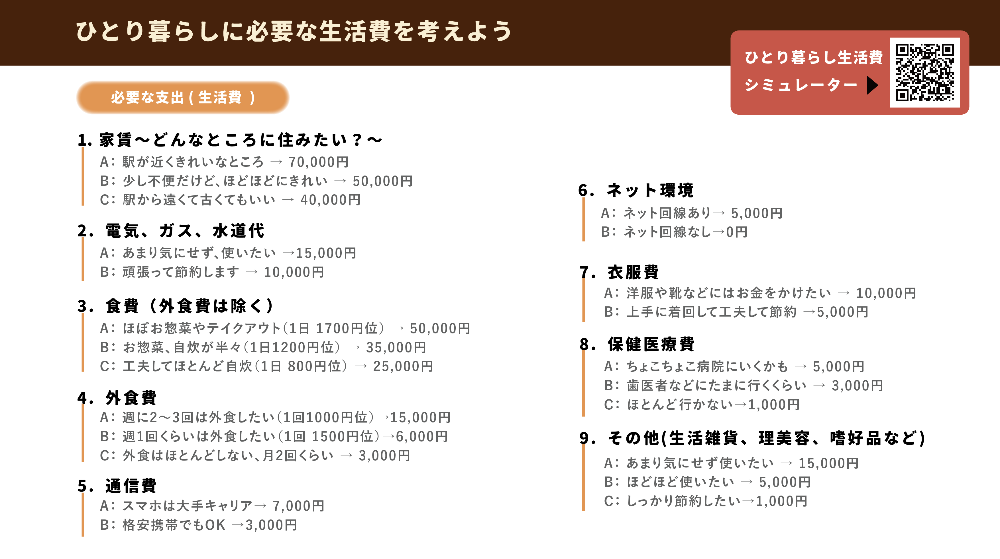 ひとり暮らしに必要な生活費を考えよう
ひとり暮らし生活費
シミュレーター ▶
必要な支出(生活費 )
1. 家賃～どんなところに住みたい？～
A： 駅が近くきれいなところ → 70,000円
B： 少し不便だけど、ほどほどにきれい → 50,000円
C： 駅から遠くて古くてもいい → 40,000円
2. 電気、ガス、水道代
A： あまり気にせず、使いたい →15,000円
B： 頑張って節約します → 10,000円
3. 食費（外食費は除く）
A： ほぼお惣菜やテイクアウト（1日 1700円位） → 50,000円
B： お惣菜、自炊が半々（1日1200円位） → 35,000円
C： 工夫してほとんど自炊（1日 800円位） → 25,000円
4. 外食費
A： 週に2～3回は外食したい（1回1000円位）→15,000円
B： 週1回くらいは外食したい（1回 1500円位）→6,000円
C： 外食はほとんどしない、月2回くらい → 3,000円
5. 通信費
A： スマホは大手キャリア→ 7,000円
B： 格安携帯でもOK →3,000円
6. ネット環境
A： ネット回線あり→ 5,000円
B： ネット回線なし→0円
7. 衣服費
A： 洋服や靴などにはお金をかけたい → 10,000円
B： 上手に着回して工夫して節約 →5,000円
8. 保健医療費
A： ちょこちょこ病院にいくかも → 5,000円
B： 歯医者などにたまに行くくらい → 3,000円
C： ほとんど行かない→1,000円
9. その他(生活雑貨、理美容、嗜好品など)
A： あまり気にせず使いたい → 15,000円
B： ほどほど使いたい → 5,000円
C： しっかり節約したい→1,000円